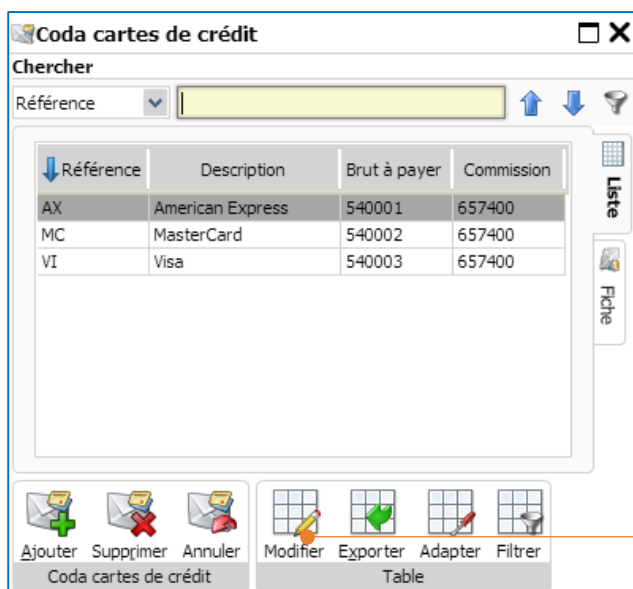 Coda cartes de crédit
Chercher
Référence
Référence Description Brut à payer Commission
AX American Express 540001 657400
MC MasterCard 540002 657400
VI Visa 540003 657400
Liste
Fiche
Ajouter Supprimer Annuler Modifier Exporter Adapter Filtrer
Coda cartes de crédit Table